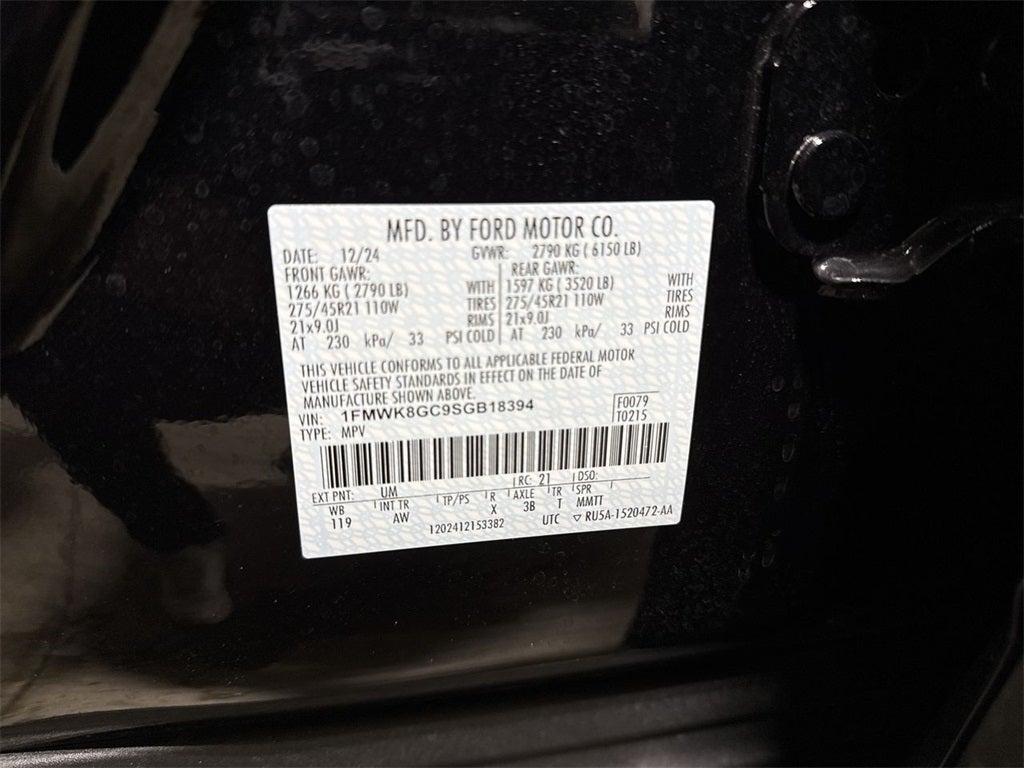 MFD. BY FORD MOTOR CO.
DATE: 12/24 GVWR: 2790 KG ( 6150 LB)
FRONT GAWR: REAR GAWR:
1266 KG ( 2790 LB) WITH 1597 KG ( 3520 LB) WITH
275/45R21 110W TIRES 275/45R21 110W TIRES
21x9.0J RIMS 21x9.0J RIMS
AT 230 kPa/ 33 PSI COLD AT 230 kPa/ 33 PSI COLD
THIS VEHICLE CONFORMS TO ALL APPLICABLE FEDERAL MOTOR
VEHICLE SAFETY STANDARDS IN EFFECT ON THE DATE OF
MANUFACTURE SHOWN ABOVE.
VIN: 1FMWK8GC9SGB18394 F0079
TYPE: MPV T0215
EXT PNT: UM RC: 21 DSO:
WB INT TR TP/PS R AXLE TR SPR
119 AW X 3B T MMTT
1202412153382 UTC ▽ RU5A-1520472-AA